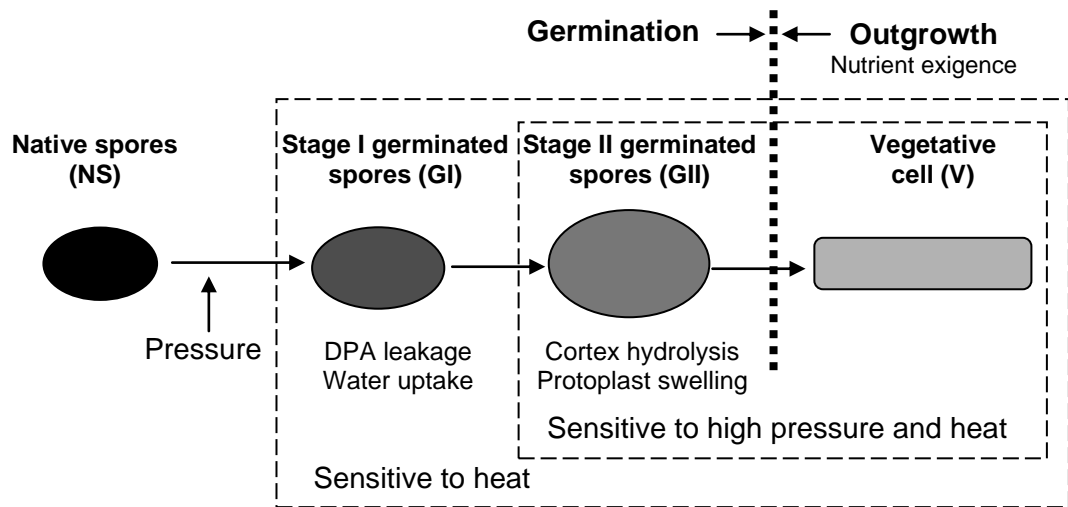 Germination
Outgrowth
Nutrient exigence
Native spores
(NS)
Stage I germinated
spores (GI)
Stage II germinated
spores (GII)
Vegetative
cell (V)
Pressure
DPA leakage
Water uptake
Cortex hydrolysis
Protoplast swelling
Sensitive to high pressure and heat
Sensitive to heat